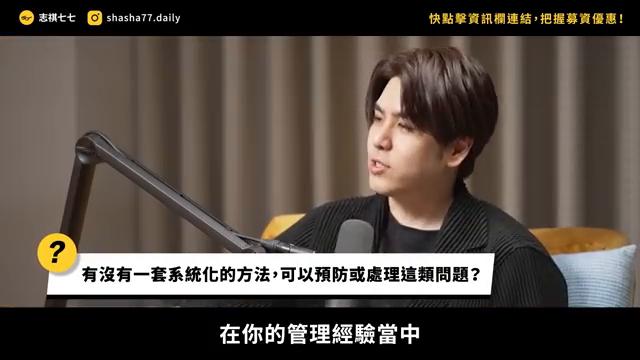 志祺七七
shasha77.daily
快點擊資訊欄連結,把握募資優惠!
?
有沒有一套系統化的方法,可以預防或處理這類問題?
在你的管理經驗當中